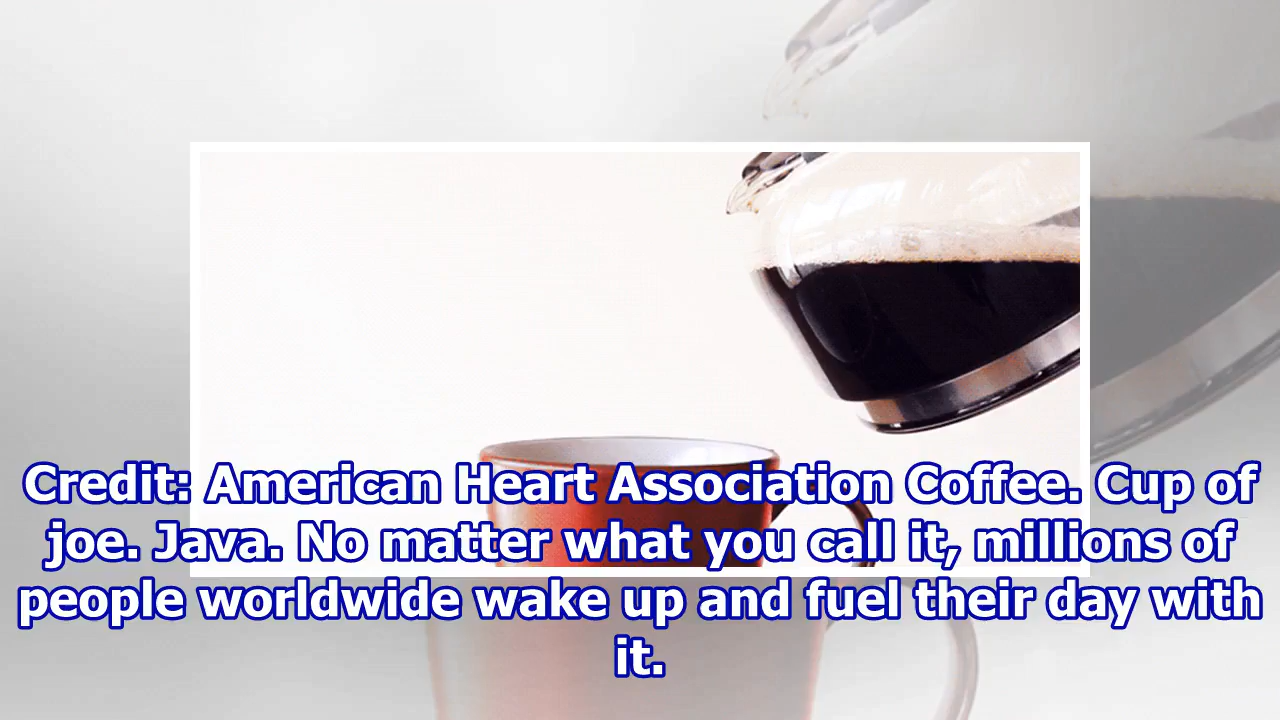 Credit: American Heart Association Coffee. Cup of
joe. Java. No matter what you call it, millions of
people worldwide wake up and fuel their day with
it.